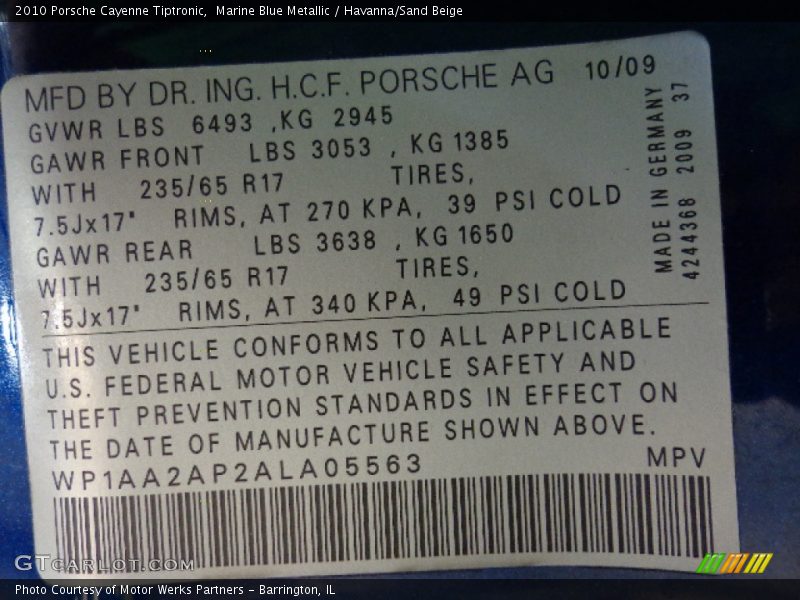 2010 Porsche Cayenne Tiptronic,  Marine Blue Metallic / Havanna/Sand Beige
MFD BY DR. ING. H.C.F. PORSCHE AG 10/09
GVWR LBS 6493 ,KG 2945
GAWR FRONT LBS 3053 , KG 1385
WITH 235/65 R17 TIRES,
7.5Jx17" RIMS, AT 270 KPA, 39 PSI COLD
GAWR REAR LBS 3638 , KG 1650
WITH 235/65 R17 TIRES,
7.5Jx17" RIMS, AT 340 KPA, 49 PSI COLD
MADE IN GERMANY
4244368 2009 37
THIS VEHICLE CONFORMS TO ALL APPLICABLE
U.S. FEDERAL MOTOR VEHICLE SAFETY AND
THEFT PREVENTION STANDARDS IN EFFECT ON
THE DATE OF MANUFACTURE SHOWN ABOVE.
WP1AA2AP2ALA05563 MPV
GTCARLOT.COM
Photo Courtesy of Motor Werks Partners - Barrington, IL